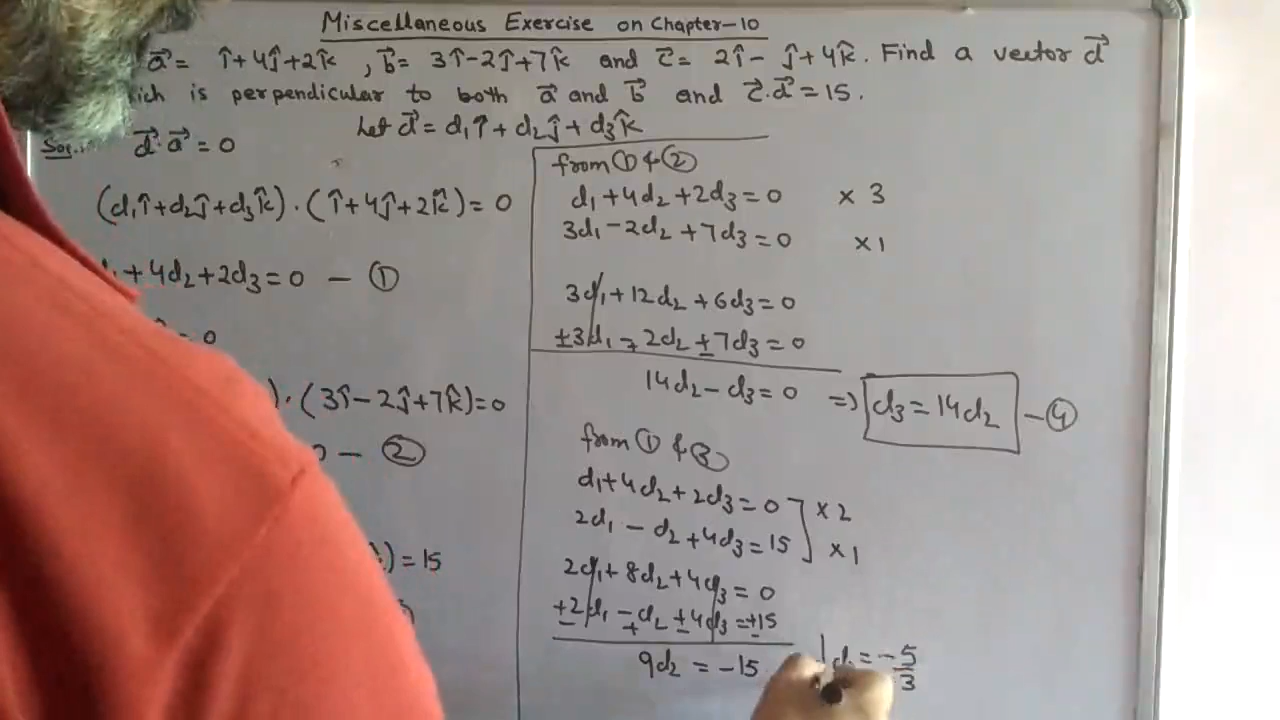 Miscellaneous Exercise on Chapter-10
a⃗ = î+4ĵ+2k̂ , b⃗ = 3î-2ĵ+7k̂ and c⃗ = 2î- ĵ+4k̂. Find a vector d⃗
is perpendicular to both a⃗ and b⃗ and c⃗.d⃗=15.
Let d⃗ = d₁î + d₂ĵ + d₃k̂
d⃗.a⃗ = 0
(d₁î+d₂ĵ+d₃k̂).(î+4ĵ+2k̂) = 0
+ 4d₂+2d₃ = 0 - ①
= 0
).(3î-2ĵ+7k̂)=0
- ②
) = 15
from ① & ②
d₁+4d₂+2d₃ = 0 × 3
3d₁-2d₂+7d₃ = 0 ×1
3d₁+12d₂+6d₃=0
±3d₁ ∓ 2d₂ ± 7d₃ = 0
14d₂ - d₃ = 0 => d₃ = 14d₂ - ④
from ① & ③
d₁+4d₂+2d₃ = 0 × 2
2d₁ - d₂ + 4d₃ = 15 × 1
2d₁+8d₂+4d₃ = 0
±2d₁ ∓ d₂ ± 4d₃ = ±15
9d₂ = -15
= -5/3